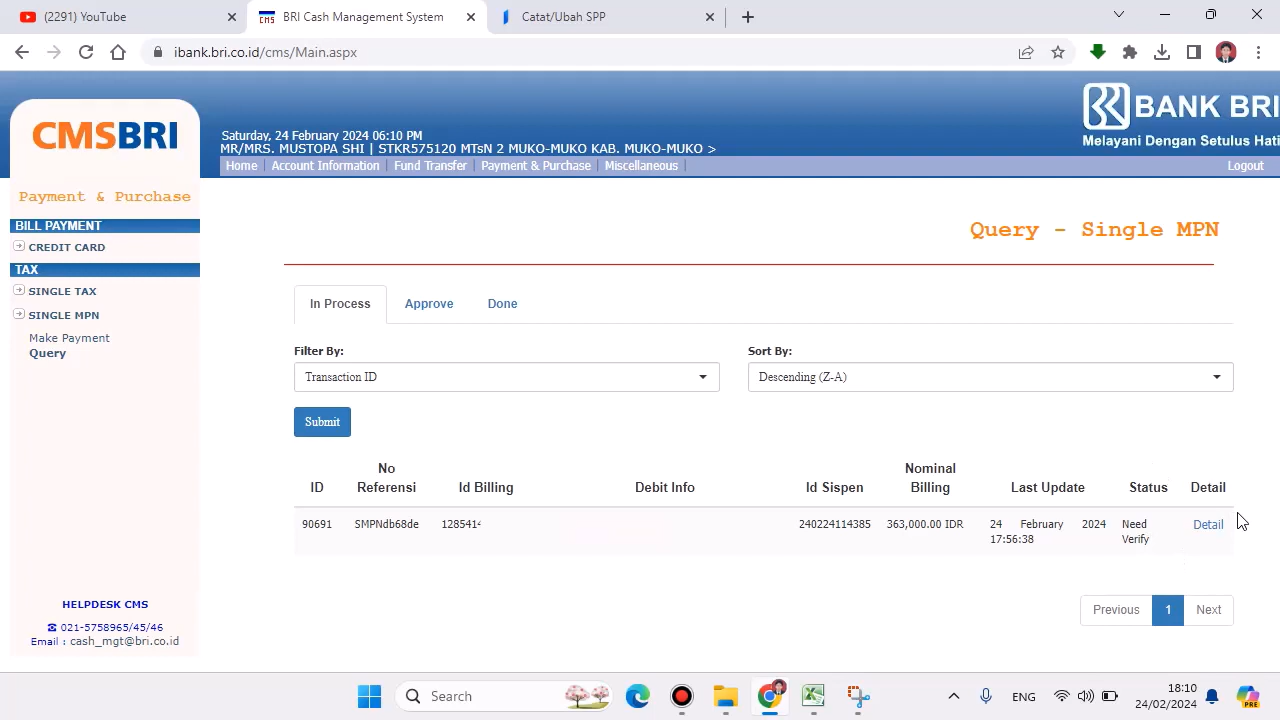 (2291) YouTube
BRI Cash Management System
Catat/Ubah SPP
ibank.bri.co.id/cms/Main.aspx
CMSBRI
BANK BRI
Melayani Dengan Setulus Hati
Saturday, 24 February 2024 06:10 PM
MR/MRS. MUSTOPA SHI | STKR575120 MTsN 2 MUKO-MUKO KAB. MUKO-MUKO >
Home | Account Information | Fund Transfer | Payment & Purchase | Miscellaneous |
Logout
Payment & Purchase
BILL PAYMENT
CREDIT CARD
TAX
SINGLE TAX
SINGLE MPN
Make Payment
Query
HELPDESK CMS
☎ 021-5758965/45/46
Email : cash_mgt@bri.co.id
Query - Single MPN
In Process Approve Done
Filter By: Sort By:
Transaction ID Descending (Z-A)
Submit
ID No Referensi Id Billing Debit Info Id Sispen Nominal Billing Last Update Status Detail
90691 SMPNdb68de 128541 240224114385 363,000.00 IDR 24 February 2024 17:56:38 Need Verify Detail
Previous 1 Next
Search
ENG
18:10
24/02/2024
PRE